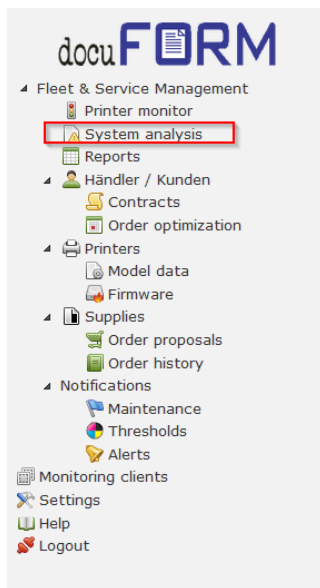 docuFORM
Fleet & Service Management
Printer monitor
System analysis
Reports
Händler / Kunden
Contracts
Order optimization
Printers
Model data
Firmware
Supplies
Order proposals
Order history
Notifications
Maintenance
Thresholds
Alerts
Monitoring clients
Settings
Help
Logout